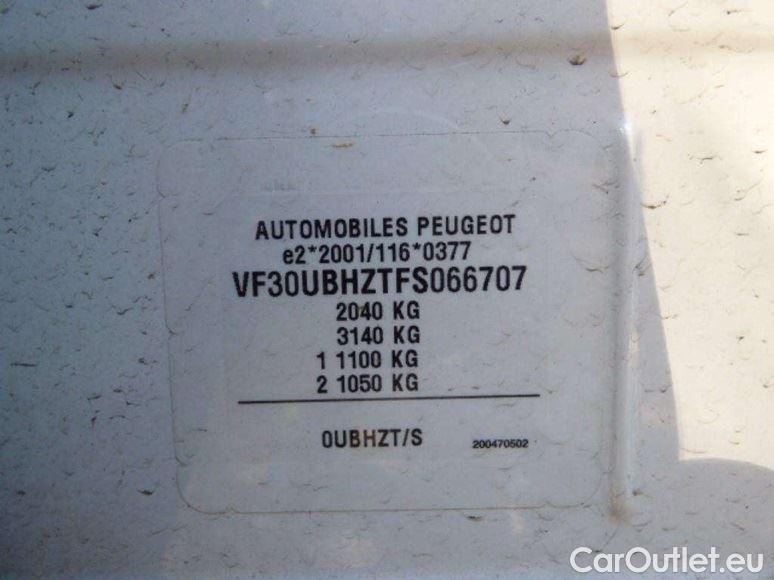 AUTOMOBILES PEUGEOT
e2*2001/116*0377
VF30UBHZTFS066707
2040 KG
3140 KG
1 1100 KG
2 1050 KG
0UBHZT/S 200470502
CarOutlet.eu